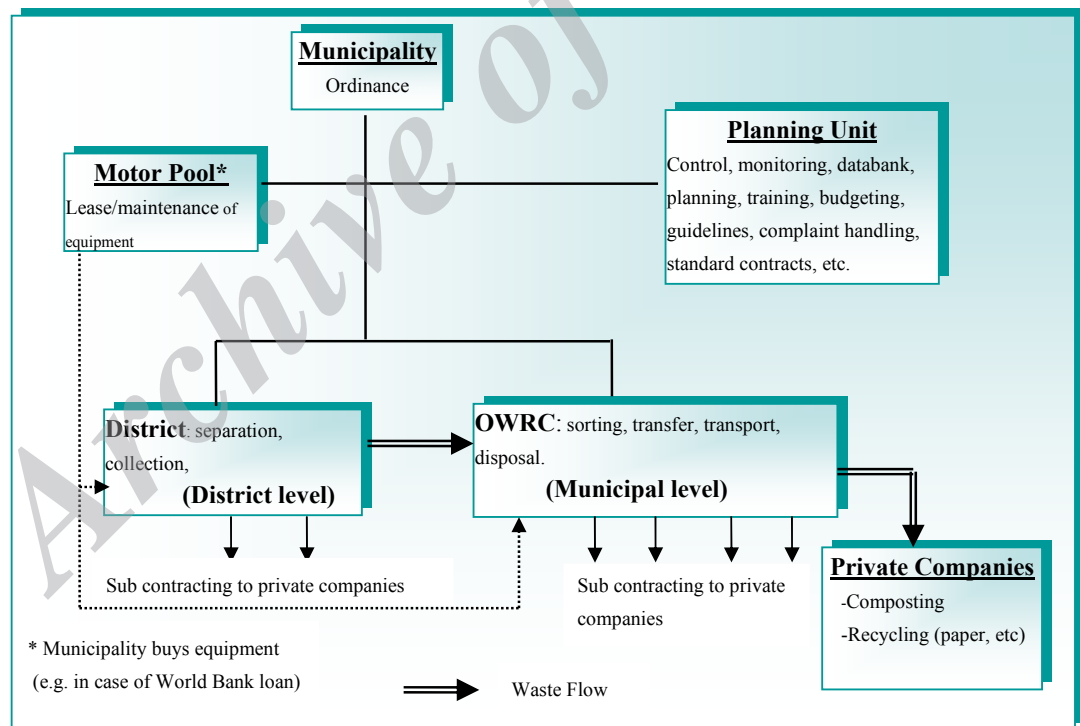 Municipality
Ordinance
Motor Pool*
Lease/maintenance of
equipment
Planning Unit
Control, monitoring, databank,
planning, training, budgeting,
guidelines, complaint handling,
standard contracts, etc.
District: separation,
collection,
(District level)
OWRC: sorting, transfer, transport,
disposal.
(Municipal level)
Sub contracting to private companies
Sub contracting to private
companies
Private Companies
-Composting
-Recycling (paper, etc)
* Municipality buys equipment
(e.g. in case of World Bank loan)
Waste Flow
Archive of